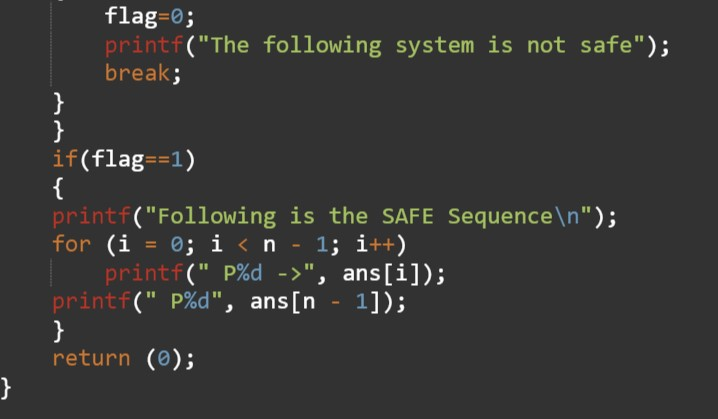 flag=0;
printf("The following system is not safe");
break;
}
}
if(flag==1)
{
printf("Following is the SAFE Sequence\n");
for (i = 0; i < n - 1; i++)
printf(" P%d ->", ans[i]);
printf(" P%d", ans[n - 1]);
}
return (0);
}